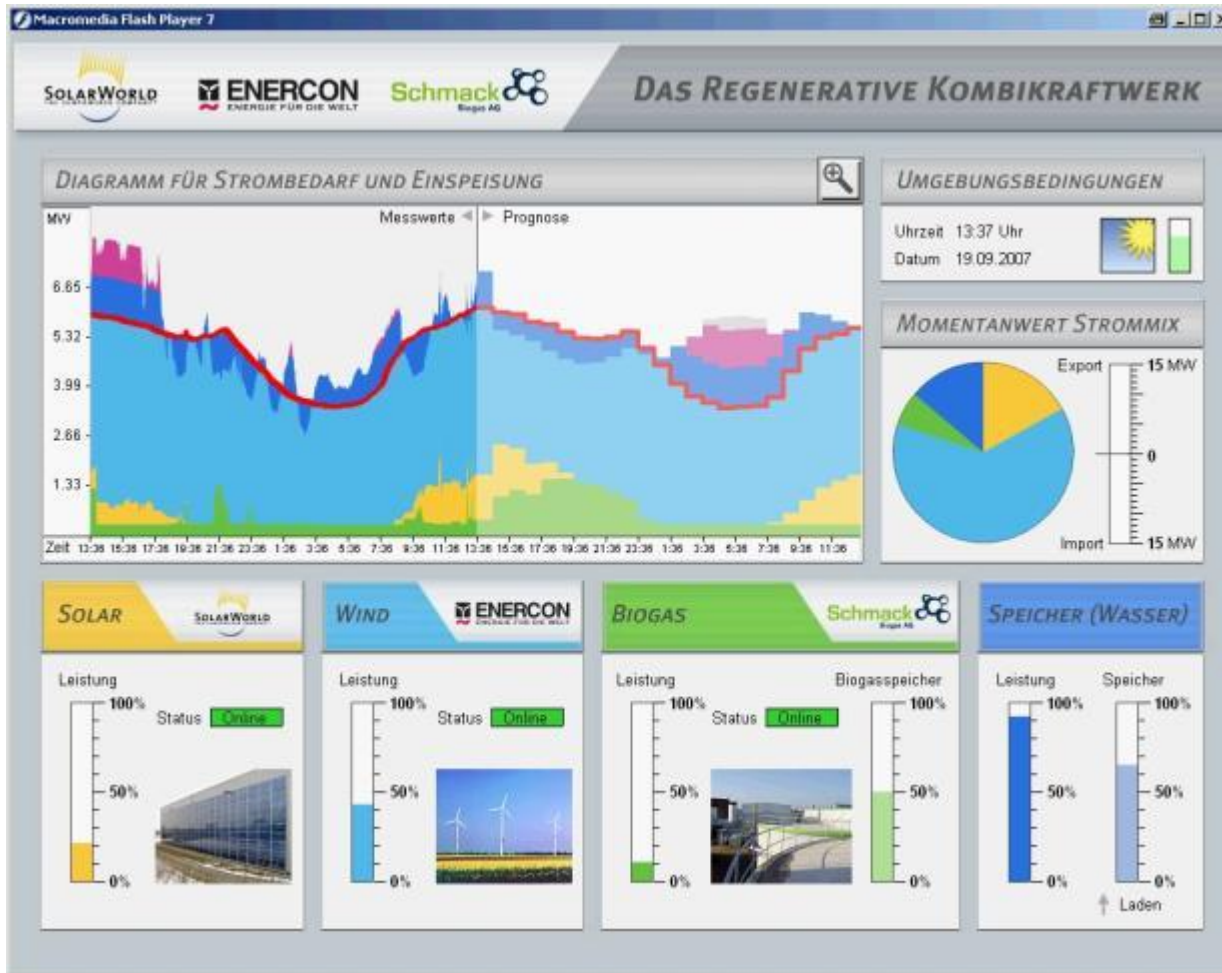 Macromedia Flash Player 7
SOLARWORLD
ENERCON
ENERGIE FÜR DIE WELT
Schmack
Biogas AG
DAS REGENERATIVE KOMBIKRAFTWERK
DIAGRAMM FÜR STROMBEDARF UND EINSPEISUNG
MW
Messwerte
Prognose
6.65
5.32
3.99
2.66
1.33
Zeit 13:36 15:36 17:36 19:36 21:36 23:36 1:36 3:36 5:36 7:36 9:36 11:36 13:36 15:36 17:36 19:36 21:36 23:36 1:36 3:36 5:36 7:36 9:36 11:36
UMGEBUNGSBEDINGUNGEN
Uhrzeit 13:37 Uhr
Datum 19.09.2007
MOMENTANWERT STROMMIX
Export 15 MW
0
Import 15 MW
SOLAR
SOLARWORLD
Leistung
100%
Status Online
50%
0%
WIND
ENERCON
ENERGIE FÜR DIE WELT
Leistung
100%
Status Online
50%
0%
BIOGAS
Schmack
Biogas AG
Leistung Biogasspeicher
100% 100%
Status Online
50% 50%
0% 0%
SPEICHER (WASSER)
Leistung Speicher
100% 100%
50% 50%
0% 0%
Laden